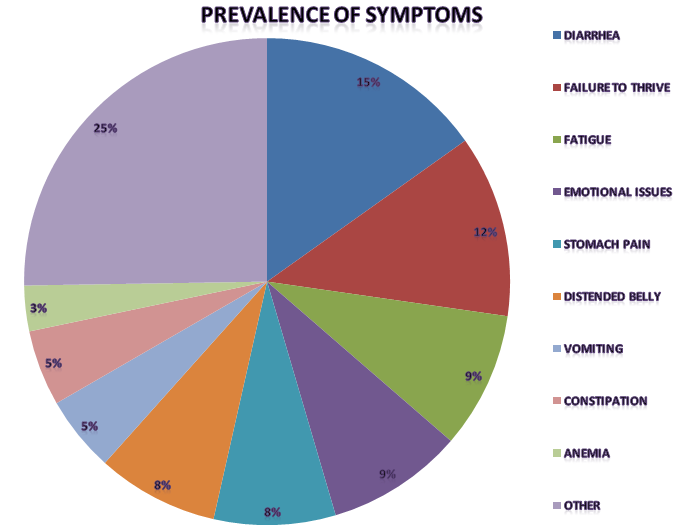 PREVALENCE OF SYMPTOMS
15%
12%
9%
9%
8%
8%
5%
5%
3%
25%
DIARRHEA
FAILURE TO THRIVE
FATIGUE
EMOTIONAL ISSUES
STOMACH PAIN
DISTENDED BELLY
VOMITING
CONSTIPATION
ANEMIA
OTHER